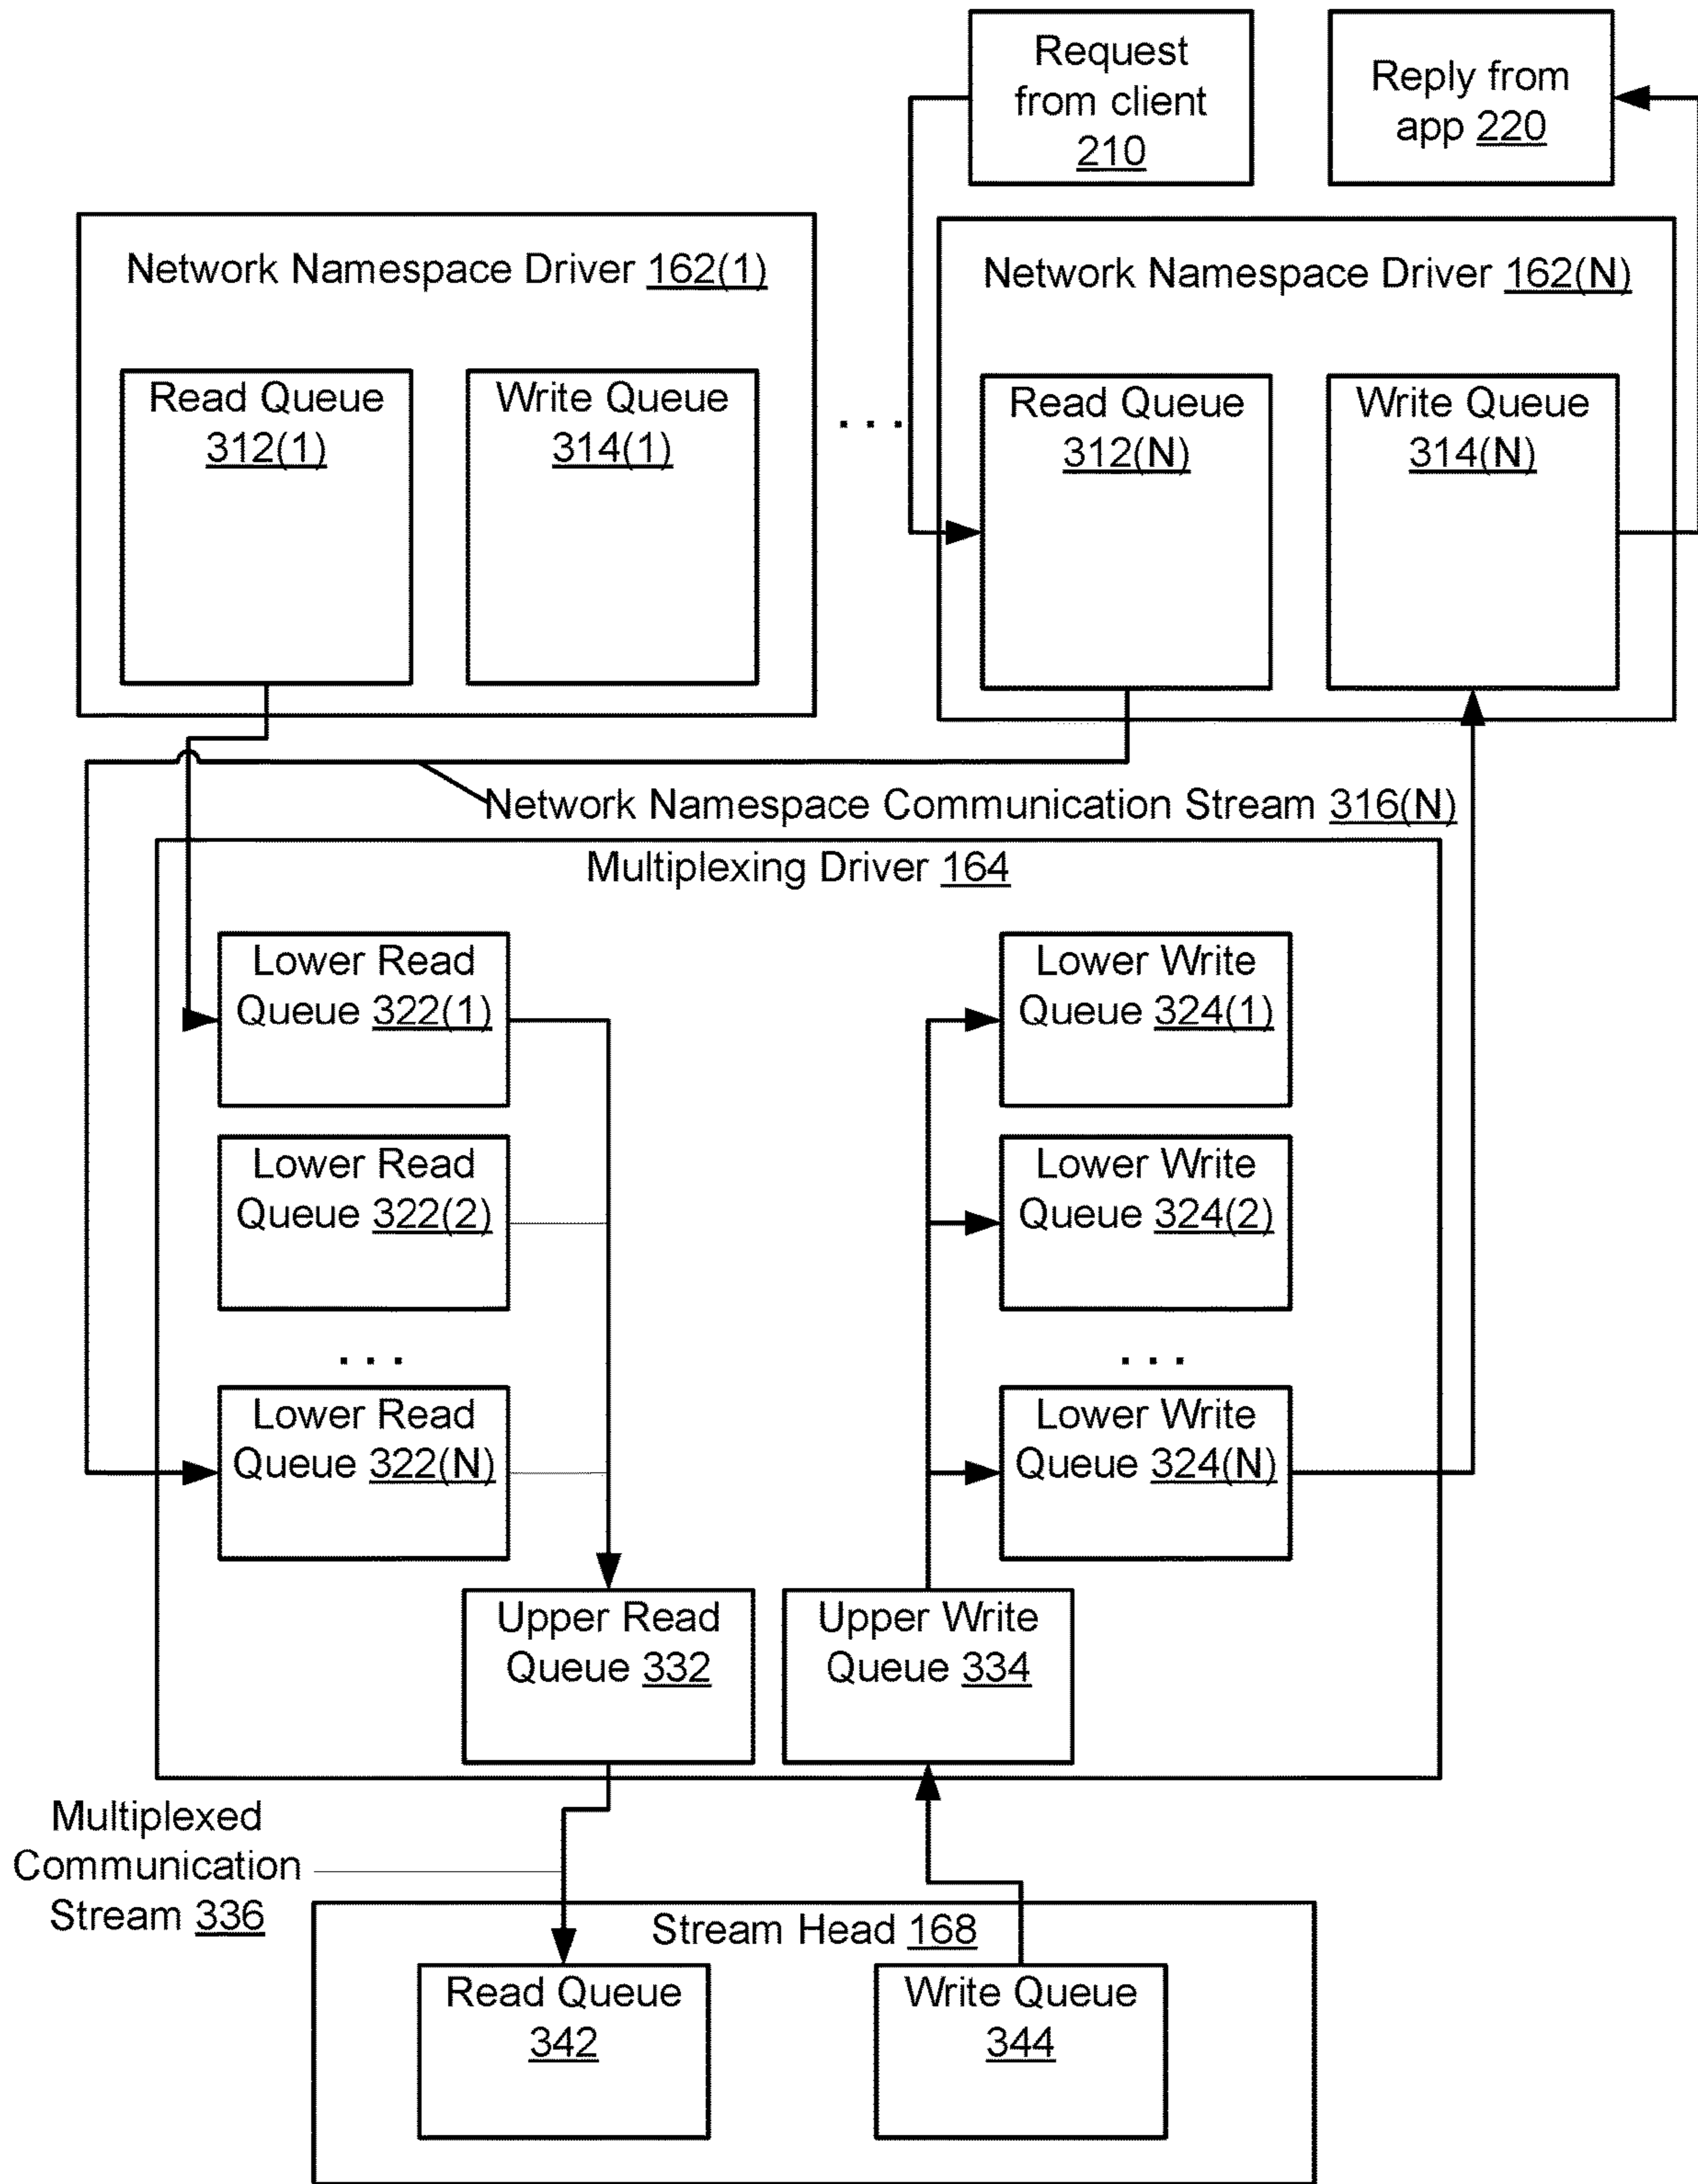 Request
from client
210
Reply from
app 220
Network Namespace Driver 162(1)
Network Namespace Driver 162(N)
Read Queue
312(1)
Write Queue
314(1)
. . .
Read Queue
312(N)
Write Queue
314(N)
Network Namespace Communication Stream 316(N)
Multiplexing Driver 164
Lower Read
Queue 322(1)
Lower Write
Queue 324(1)
Lower Read
Queue 322(2)
Lower Write
Queue 324(2)
. . .
. . .
Lower Read
Queue 322(N)
Lower Write
Queue 324(N)
Upper Read
Queue 332
Upper Write
Queue 334
Multiplexed
Communication
Stream 336
Stream Head 168
Read Queue
342
Write Queue
344